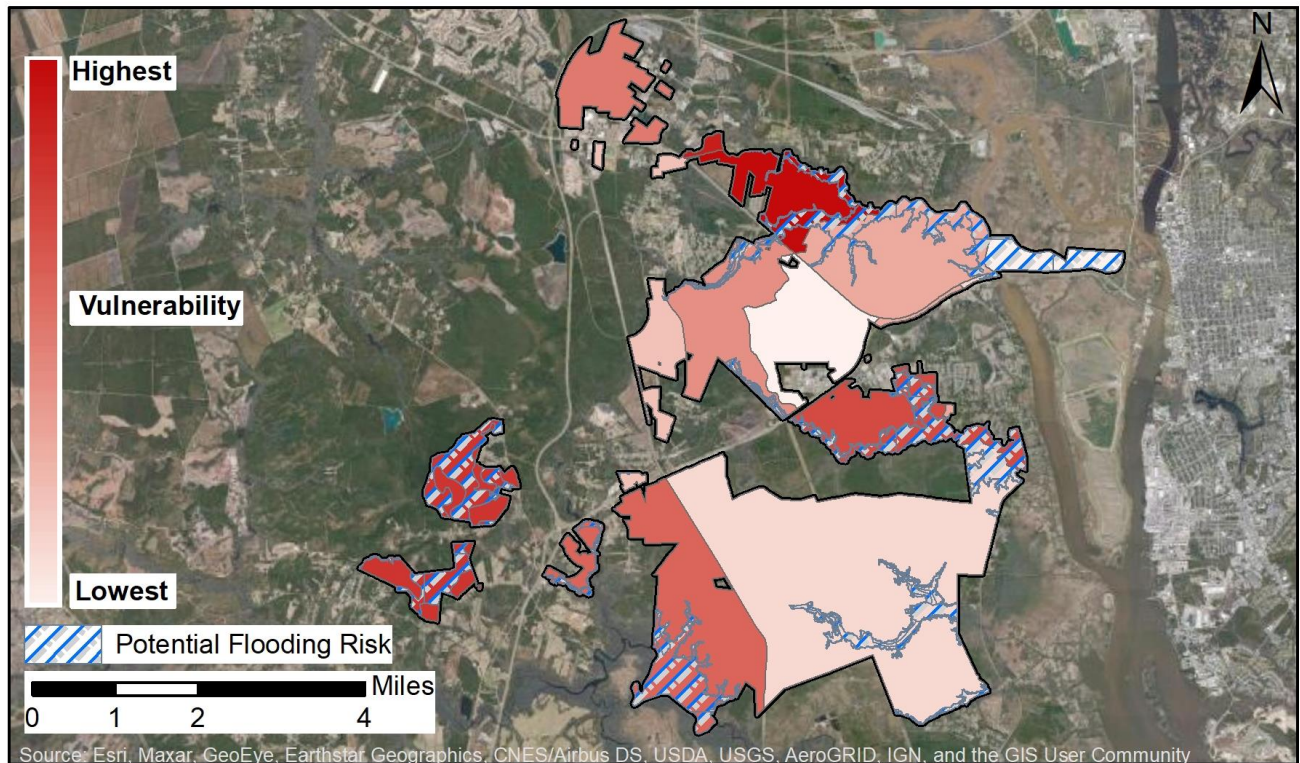 N
Highest
Vulnerability
Lowest
Potential Flooding Risk
Miles
0 1 2 4
Source: Esri, Maxar, GeoEye, Earthstar Geographics, CNES/Airbus DS, USDA, USGS, AeroGRID, IGN, and the GIS User Community